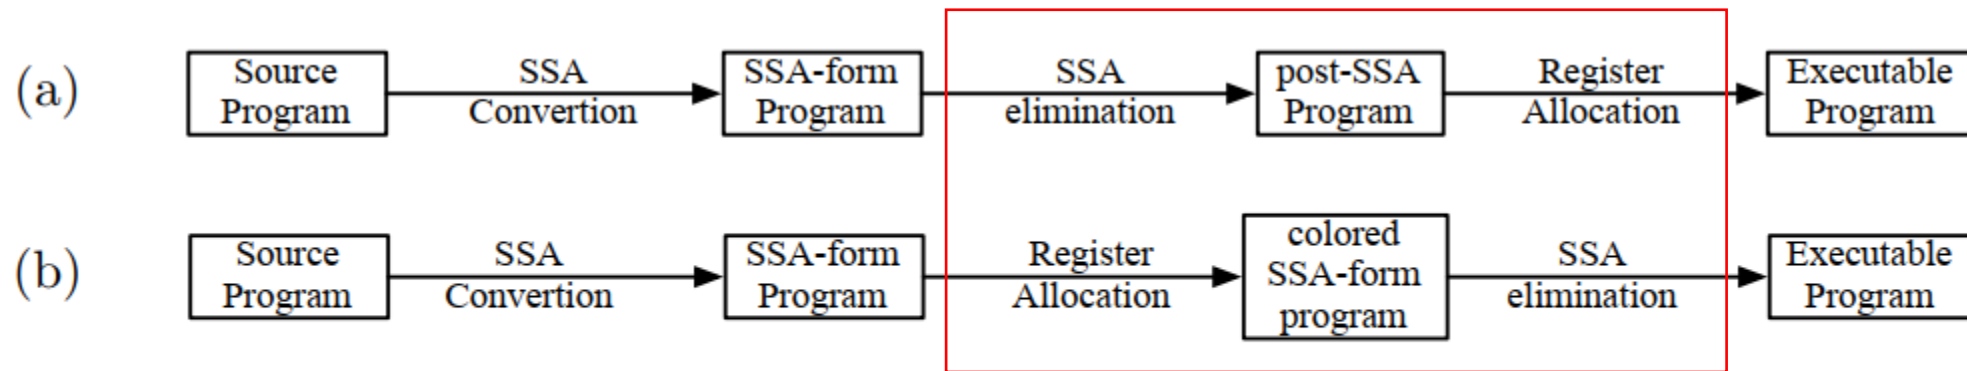 (a)
Source
Program
SSA
Convertion
SSA-form
Program
SSA
elimination
post-SSA
Program
Register
Allocation
Executable
Program
(b)
Source
Program
SSA
Convertion
SSA-form
Program
Register
Allocation
colored
SSA-form
program
SSA
elimination
Executable
Program